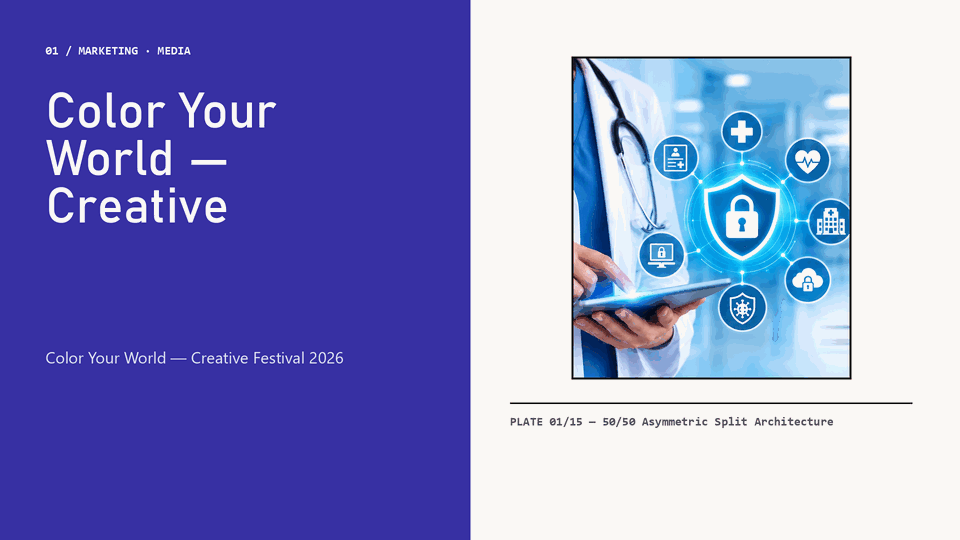 01 / MARKETING · MEDIA
Color Your
World —
Creative
Color Your World — Creative Festival 2026
PLATE 01/15 — 50/50 Asymmetric Split Architecture